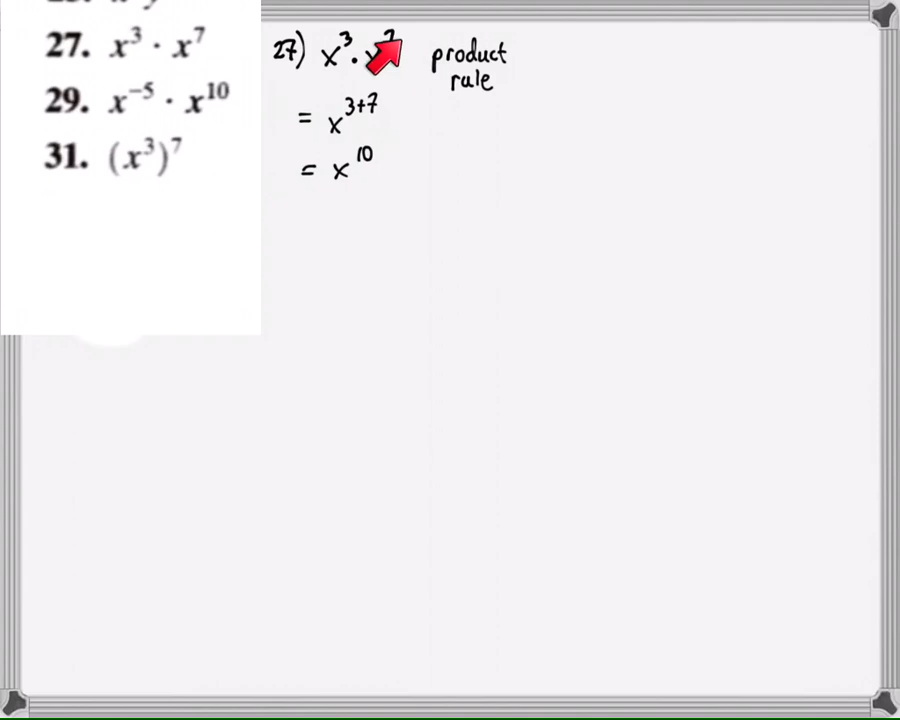 27. x³ · x⁷
29. x⁻⁵ · x¹⁰
31. (x³)⁷
27) x³ ·
product
rule
= x³⁺⁷
= x¹⁰